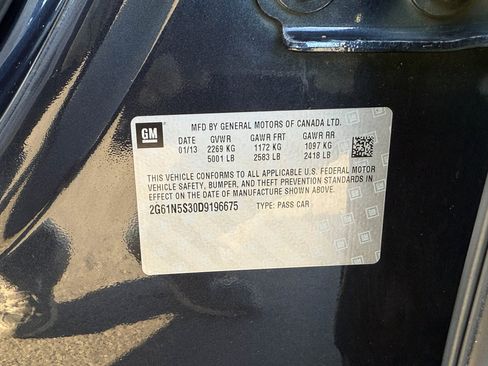 GM
MFD BY GENERAL MOTORS OF CANADA LTD.
DATE GVWR GAWR FRT GAWR RR
01/13 2269 KG 1172 KG 1097 KG
5001 LB 2583 LB 2418 LB
THIS VEHICLE CONFORMS TO ALL APPLICABLE U.S. FEDERAL MOTOR
VEHICLE SAFETY, BUMPER, AND THEFT PREVENTION STANDARDS IN
EFFECT ON THE DATE OF MANUFACTURE SHOWN ABOVE.
2G61N5S30D9196675 TYPE: PASS CAR